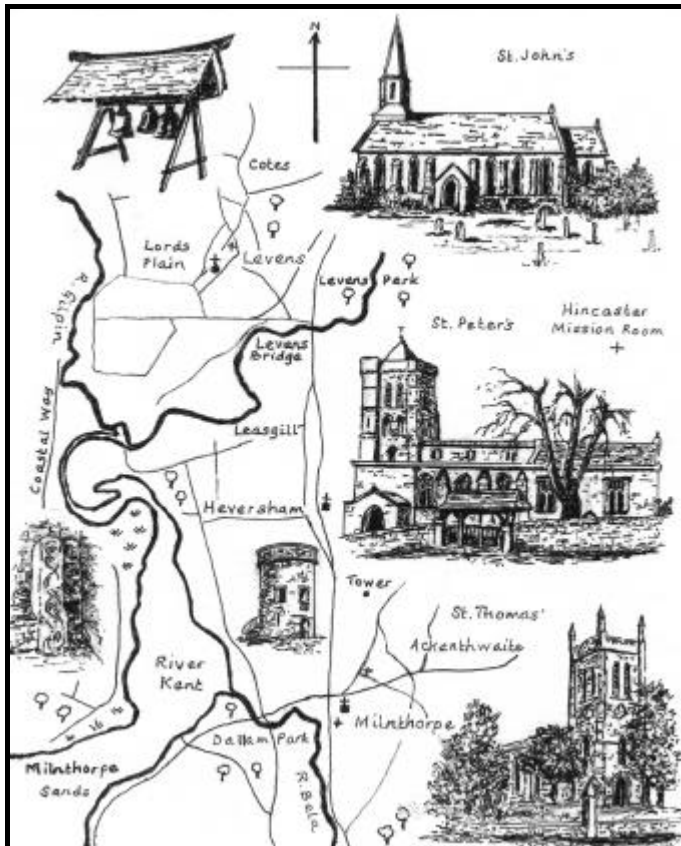 N
St. John's
Cotes
Lords
Plain
Levens
R. Gilpin
Levens Park
St. Peter's
Hincaster
Mission Room
Levens
Bridge
Coastal Way
Leasgill
Heversham
Tower
St. Thomas'
Ackenthwaite
River
Kent
Milnthorpe
Dallam Park
Milnthorpe
Sands
R. Bela